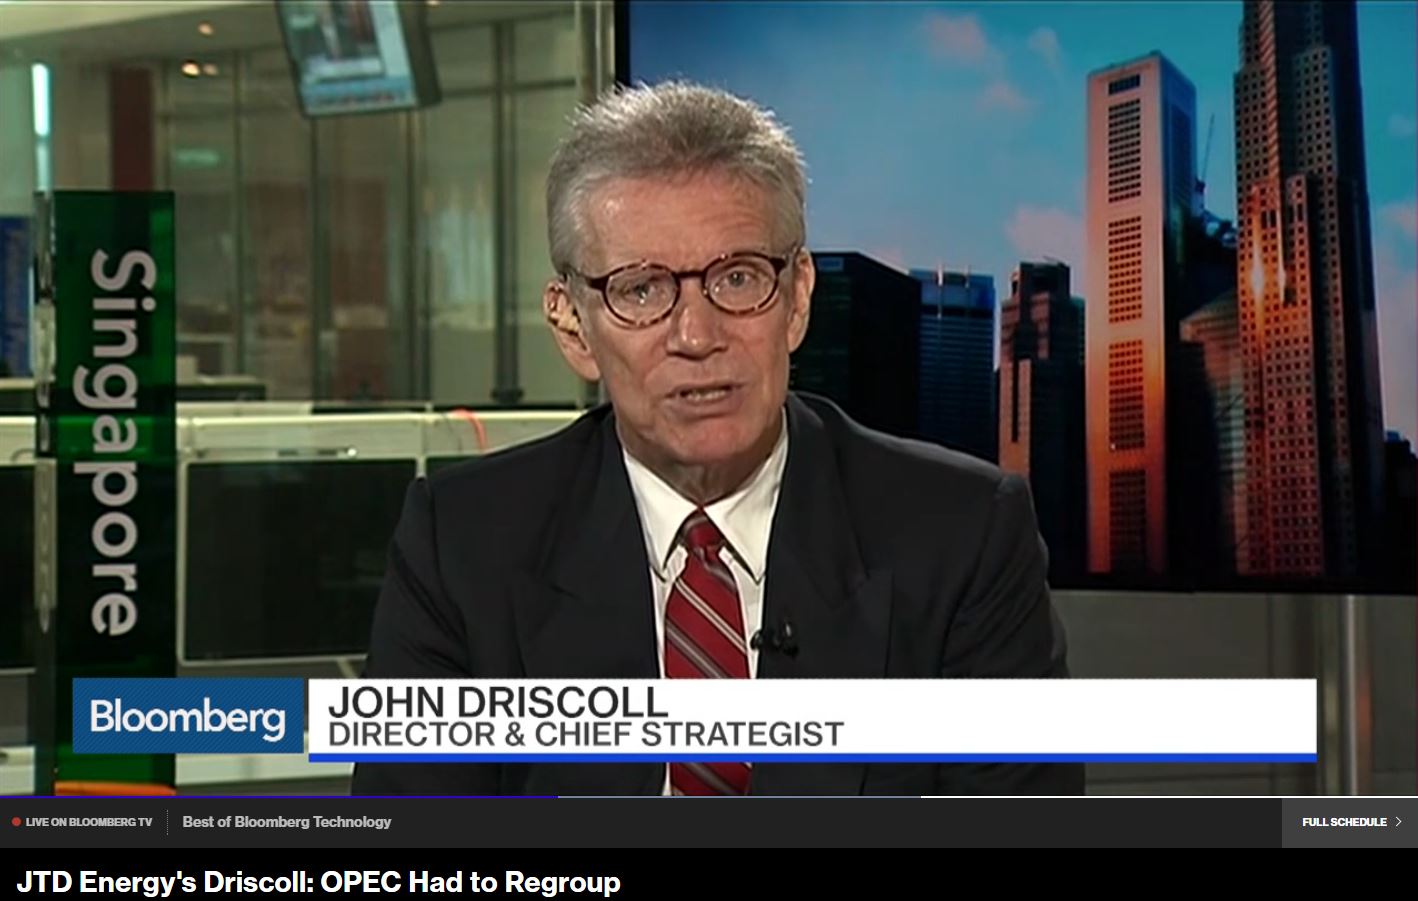 Singapore
Bloomberg
JOHN DRISCOLL
DIRECTOR & CHIEF STRATEGIST
LIVE ON BLOOMBERG TV
Best of Bloomberg Technology
FULL SCHEDULE
JTD Energy's Driscoll: OPEC Had to Regroup